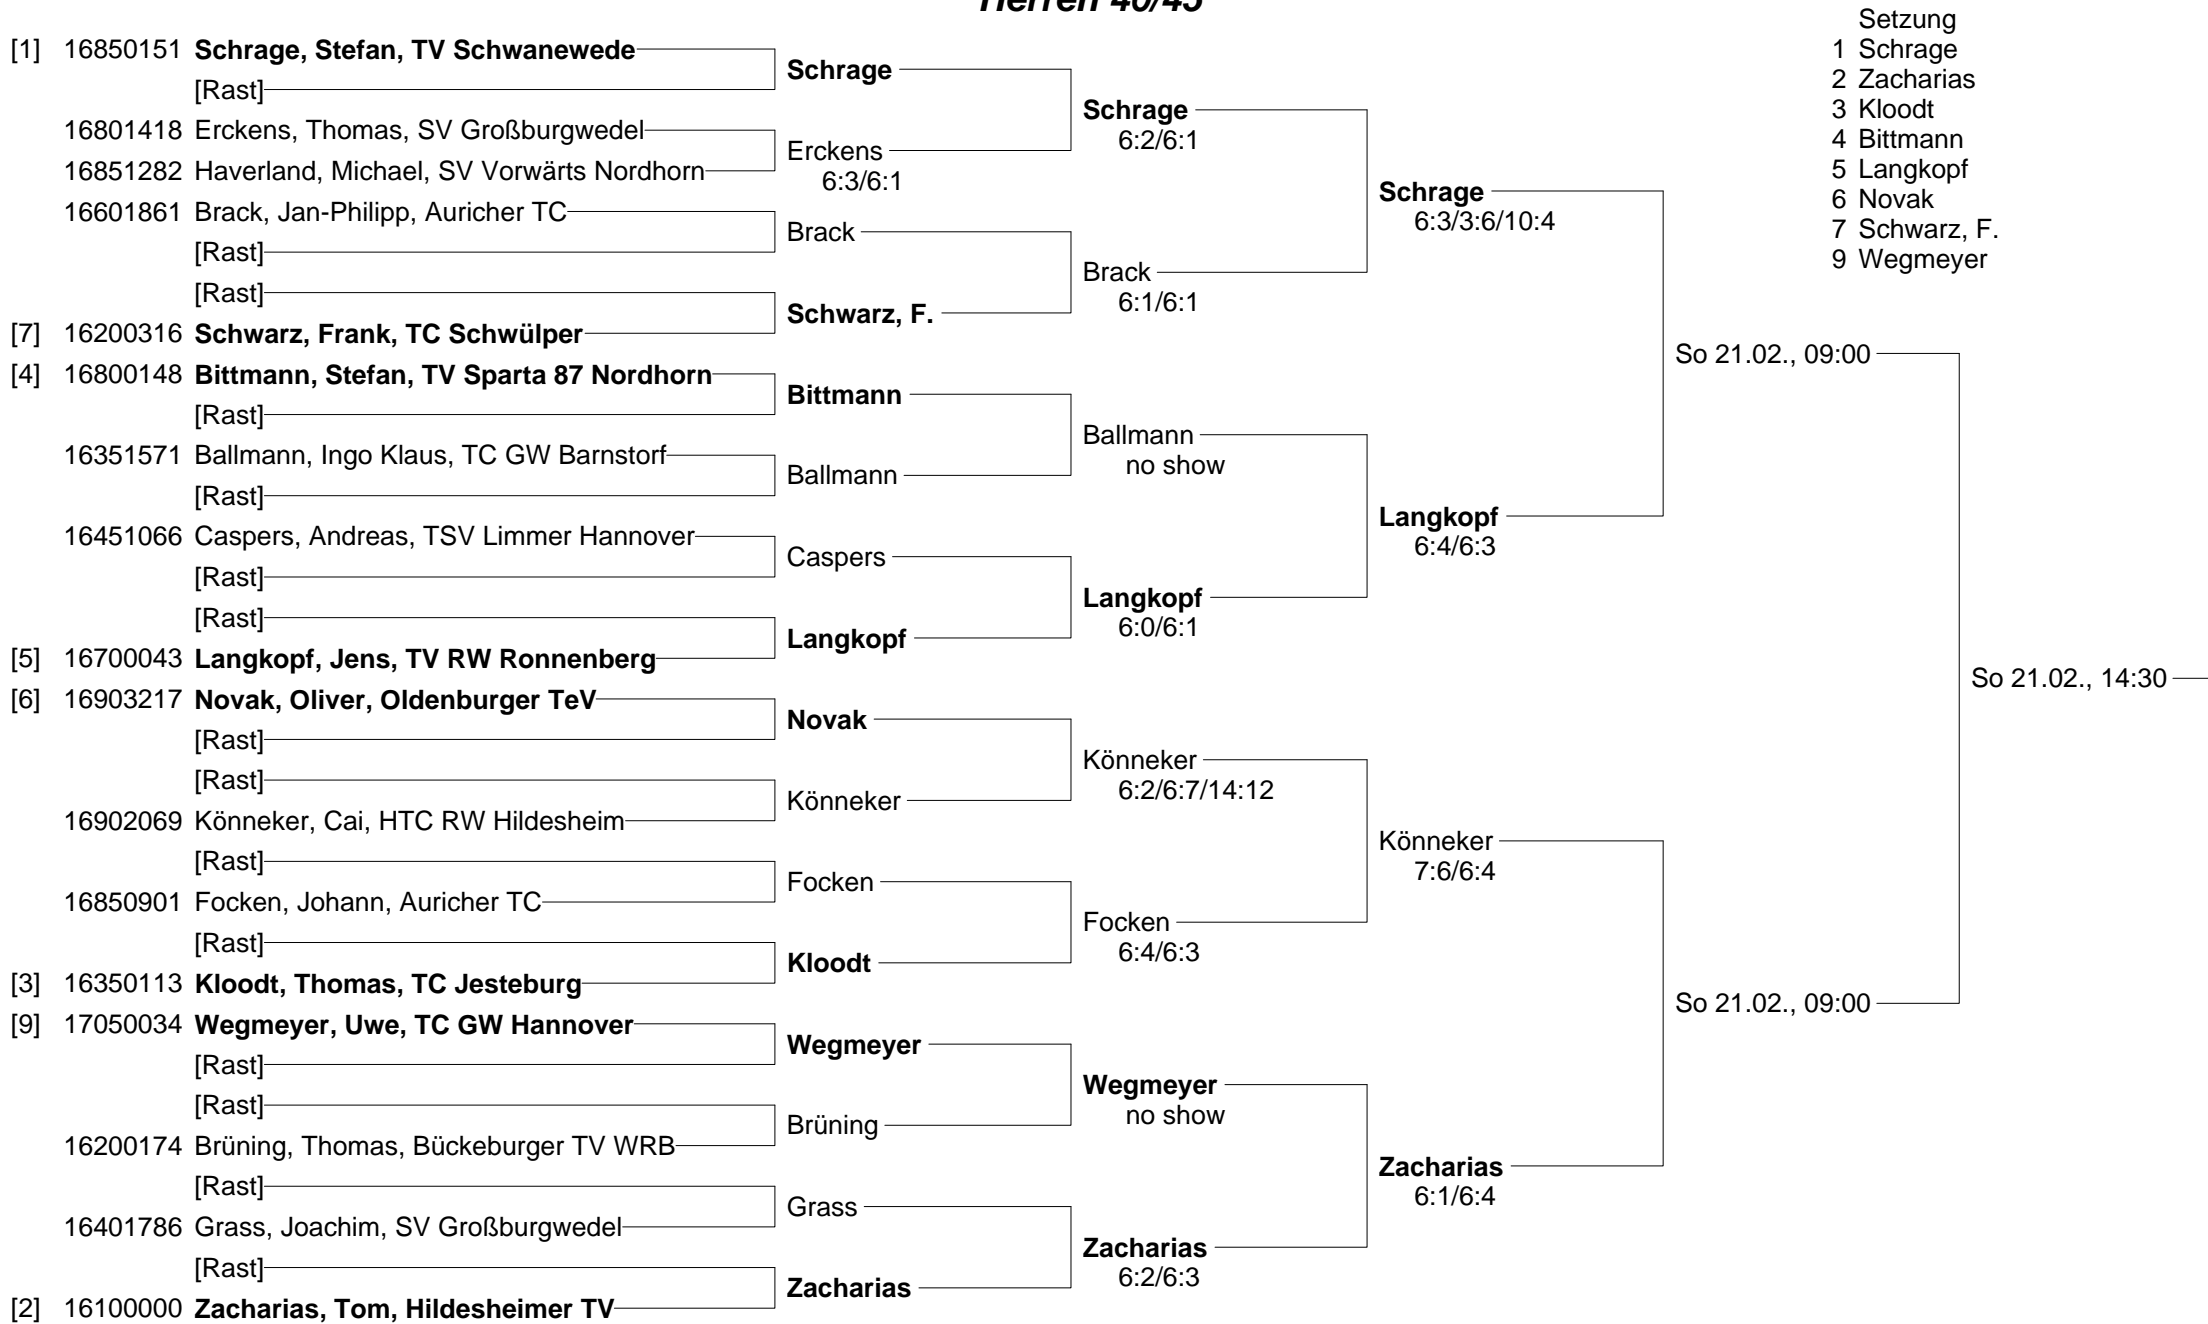 Herren 40/45
Setzung
1 Schrage
2 Zacharias
3 Kloodt
4 Bittmann
5 Langkopf
6 Novak
7 Schwarz, F.
9 Wegmeyer
[1] 16850151 Schrage, Stefan, TV Schwanewede
[Rast]
16801418 Erckens, Thomas, SV Großburgwedel
16851282 Haverland, Michael, SV Vorwärts Nordhorn
16601861 Brack, Jan-Philipp, Auricher TC
[Rast]
[Rast]
[7] 16200316 Schwarz, Frank, TC Schwülper
[4] 16800148 Bittmann, Stefan, TV Sparta 87 Nordhorn
[Rast]
16351571 Ballmann, Ingo Klaus, TC GW Barnstorf
[Rast]
16451066 Caspers, Andreas, TSV Limmer Hannover
[Rast]
[Rast]
[5] 16700043 Langkopf, Jens, TV RW Ronnenberg
[6] 16903217 Novak, Oliver, Oldenburger TeV
[Rast]
[Rast]
16902069 Könneker, Cai, HTC RW Hildesheim
[Rast]
16850901 Focken, Johann, Auricher TC
[Rast]
[3] 16350113 Kloodt, Thomas, TC Jesteburg
[9] 17050034 Wegmeyer, Uwe, TC GW Hannover
[Rast]
[Rast]
16200174 Brüning, Thomas, Bückeburger TV WRB
[Rast]
16401786 Grass, Joachim, SV Großburgwedel
[Rast]
[2] 16100000 Zacharias, Tom, Hildesheimer TV
Schrage
Erckens
6:3/6:1
Brack
Schwarz, F.
Bittmann
Ballmann
Caspers
Langkopf
Novak
Könneker
Focken
Kloodt
Wegmeyer
Brüning
Grass
Zacharias
Schrage
6:2/6:1
Brack
6:1/6:1
Ballmann
no show
Langkopf
6:0/6:1
Könneker
6:2/6:7/14:12
Focken
6:4/6:3
Wegmeyer
no show
Zacharias
6:2/6:3
Schrage
6:3/3:6/10:4
Langkopf
6:4/6:3
Könneker
7:6/6:4
Zacharias
6:1/6:4
So 21.02., 09:00
So 21.02., 09:00
So 21.02., 14:30